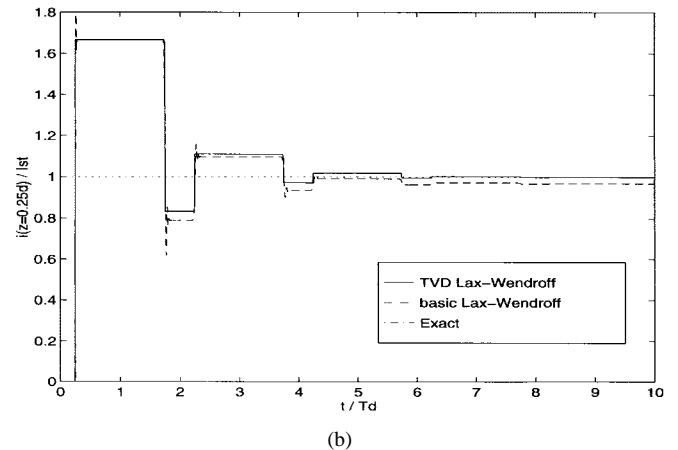 1.8
1.6
1.4
1.2
1
0.8
0.6
0.4
0.2
0
i(z=0.25d) / Ist
TVD Lax−Wendroff
basic Lax−Wendroff
Exact
0 1 2 3 4 5 6 7 8 9 10
t / Td
(b)